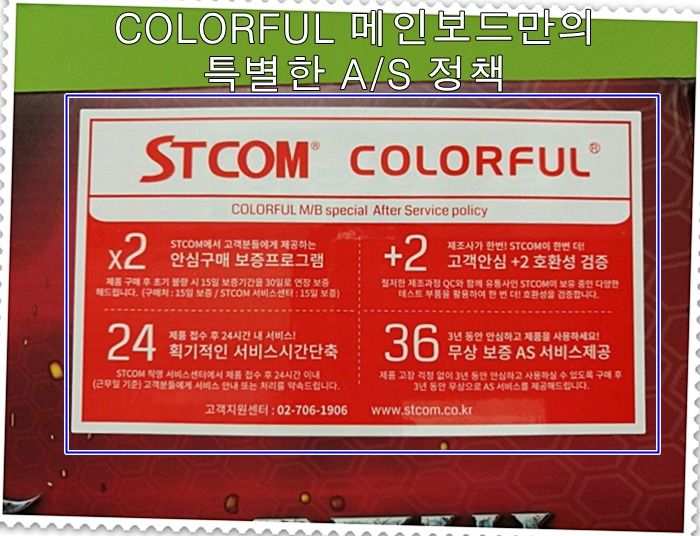 COLORFUL 메인보드만의
특별한 A/S 정책
STCOM® COLORFUL®
COLORFUL M/B special After Service policy
x2
STCOM에서 고객분들에게 제공하는
안심구매 보증프로그램
제품 구매 후 초기 불량 시 15일 보증기간을 30일로 연장 보증
해드립니다. (구매처 : 15일 보증 / STCOM 서비스센터 : 15일 보증)
+2
제조사가 한번! STCOM이 한번 더!
고객안심 +2 호환성 검증
철저한 제조과정 QC와 함께 유통사인 STCOM이 보유 중인 다양한
테스트 부품을 활용하여 한 번 더! 호환성을 검증합니다.
24
제품 접수 후 24시간 내 서비스!
획기적인 서비스시간단축
STCOM 직영 서비스센터에서 제품 접수 후 24시간 이내
(근무일 기준) 고객분들에게 서비스 안내 또는 처리를 약속드립니다.
36
3년 동안 안심하고 제품을 사용하세요!
무상 보증 AS 서비스제공
제품 고장 걱정 없이 3년 동안 안심하고 사용하실 수 있도록 구매 후
3년 동안 무상으로 AS 서비스를 제공해드립니다.
고객지원센터 : 02-706-1906 www.stcom.co.kr